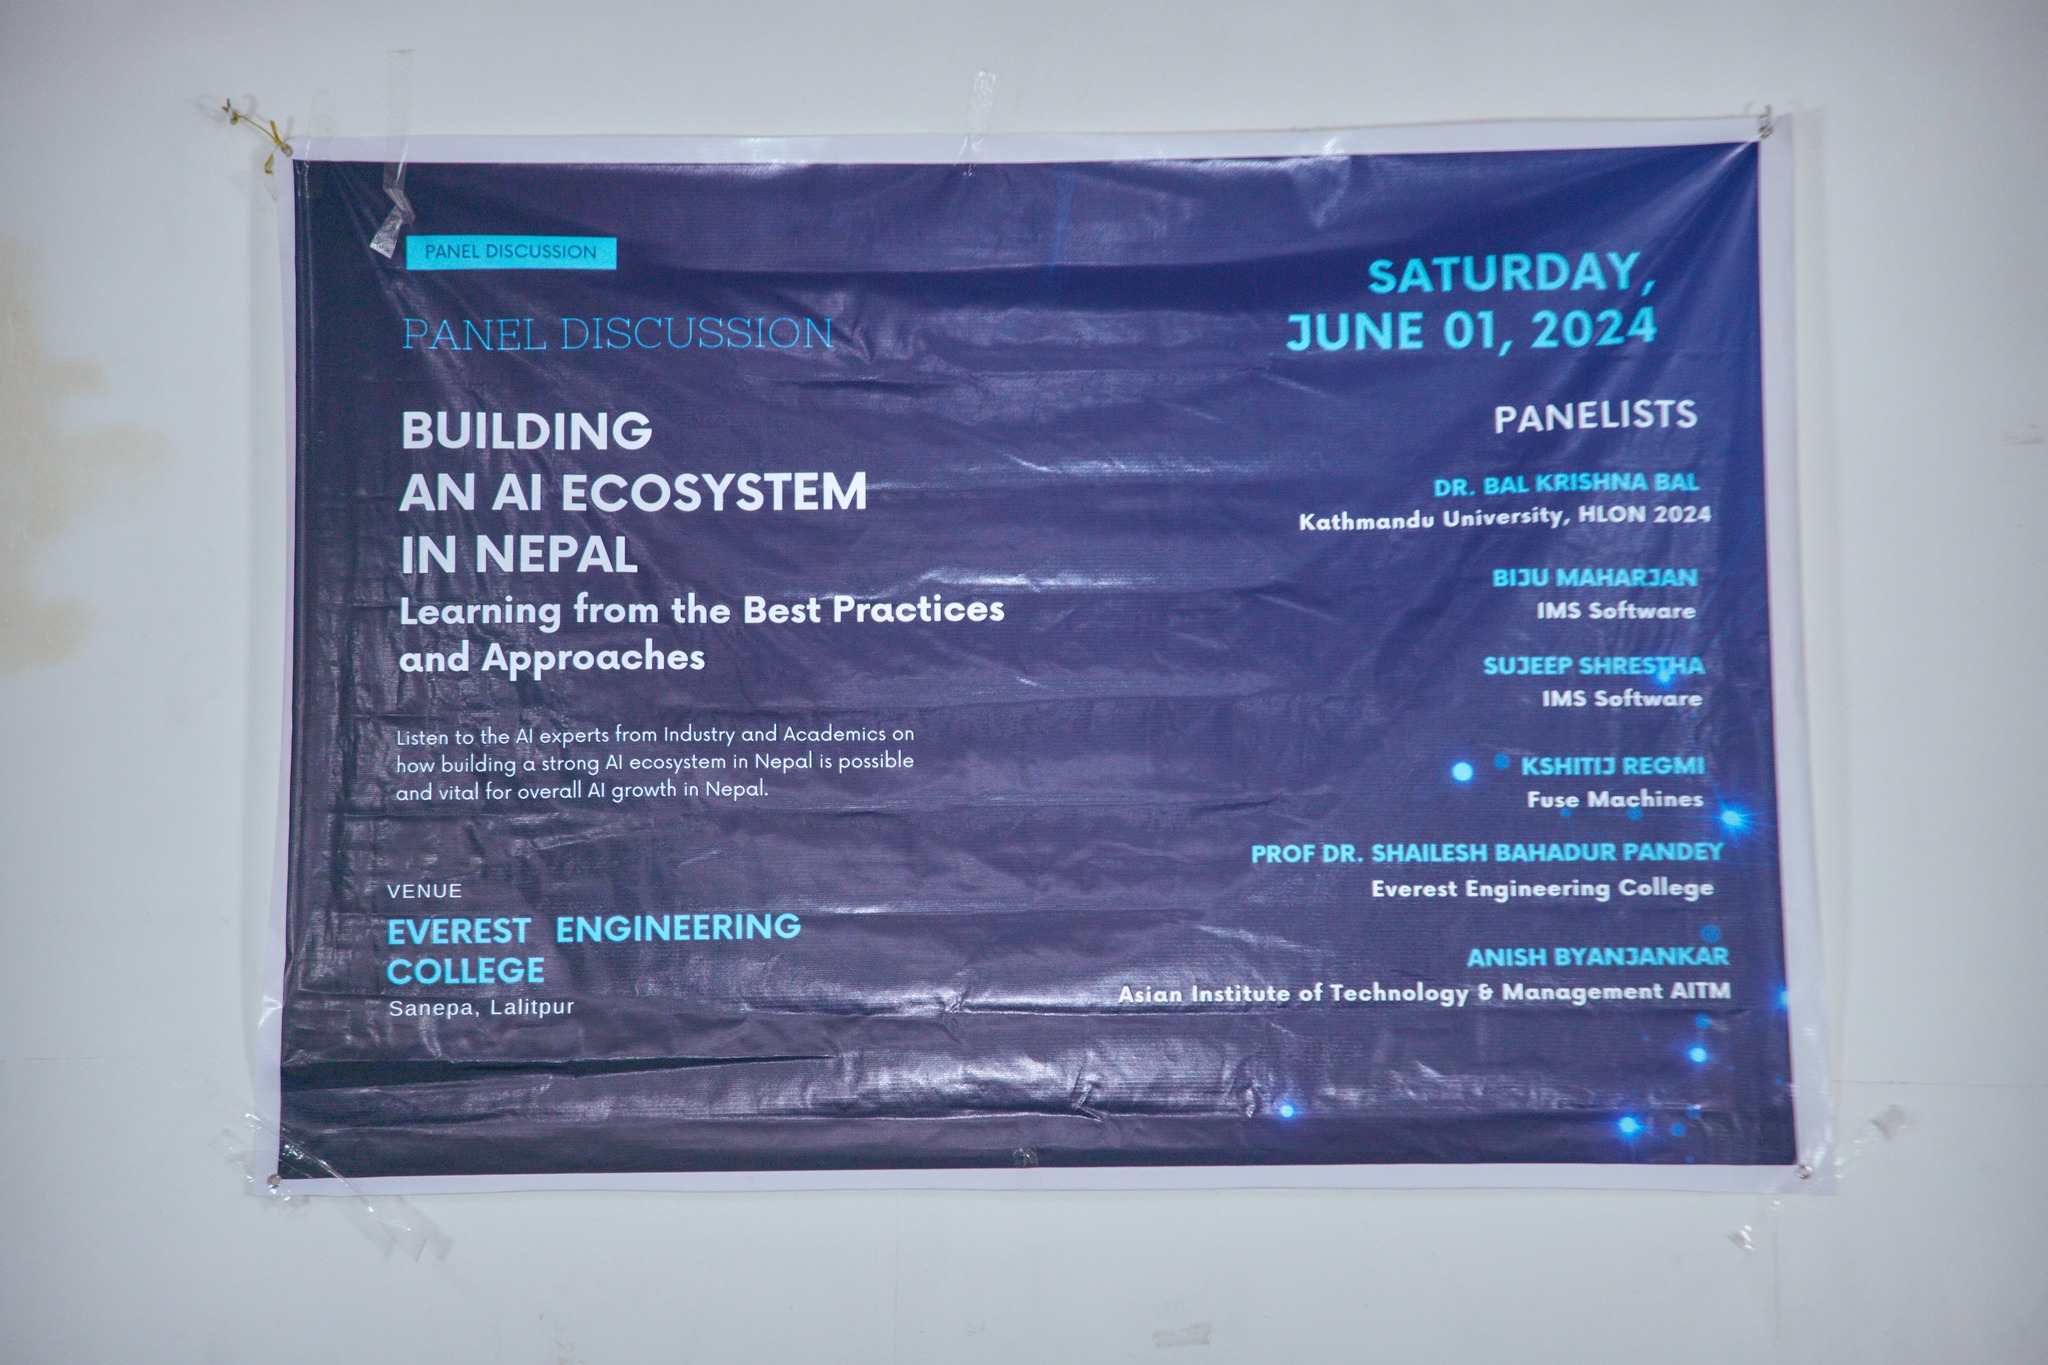 PANEL DISCUSSION
PANEL DISCUSSION
BUILDING
AN AI ECOSYSTEM
IN NEPAL
Learning from the Best Practices
and Approaches
Listen to the AI experts from Industry and Academics on
how building a strong AI ecosystem in Nepal is possible
and vital for overall AI growth in Nepal.
VENUE
EVEREST ENGINEERING
COLLEGE
Sanepa, Lalitpur
SATURDAY,
JUNE 01, 2024
PANELISTS
DR. BAL KRISHNA BAL
Kathmandu University, HLON 2024
BIJU MAHARJAN
IMS Software
SUJEEP SHRESTHA
IMS Software
KSHITIJ REGMI
Fuse Machines
PROF DR. SHAILESH BAHADUR PANDEY
Everest Engineering College
ANISH BYANJANKAR
Asian Institute of Technology & Management AITM